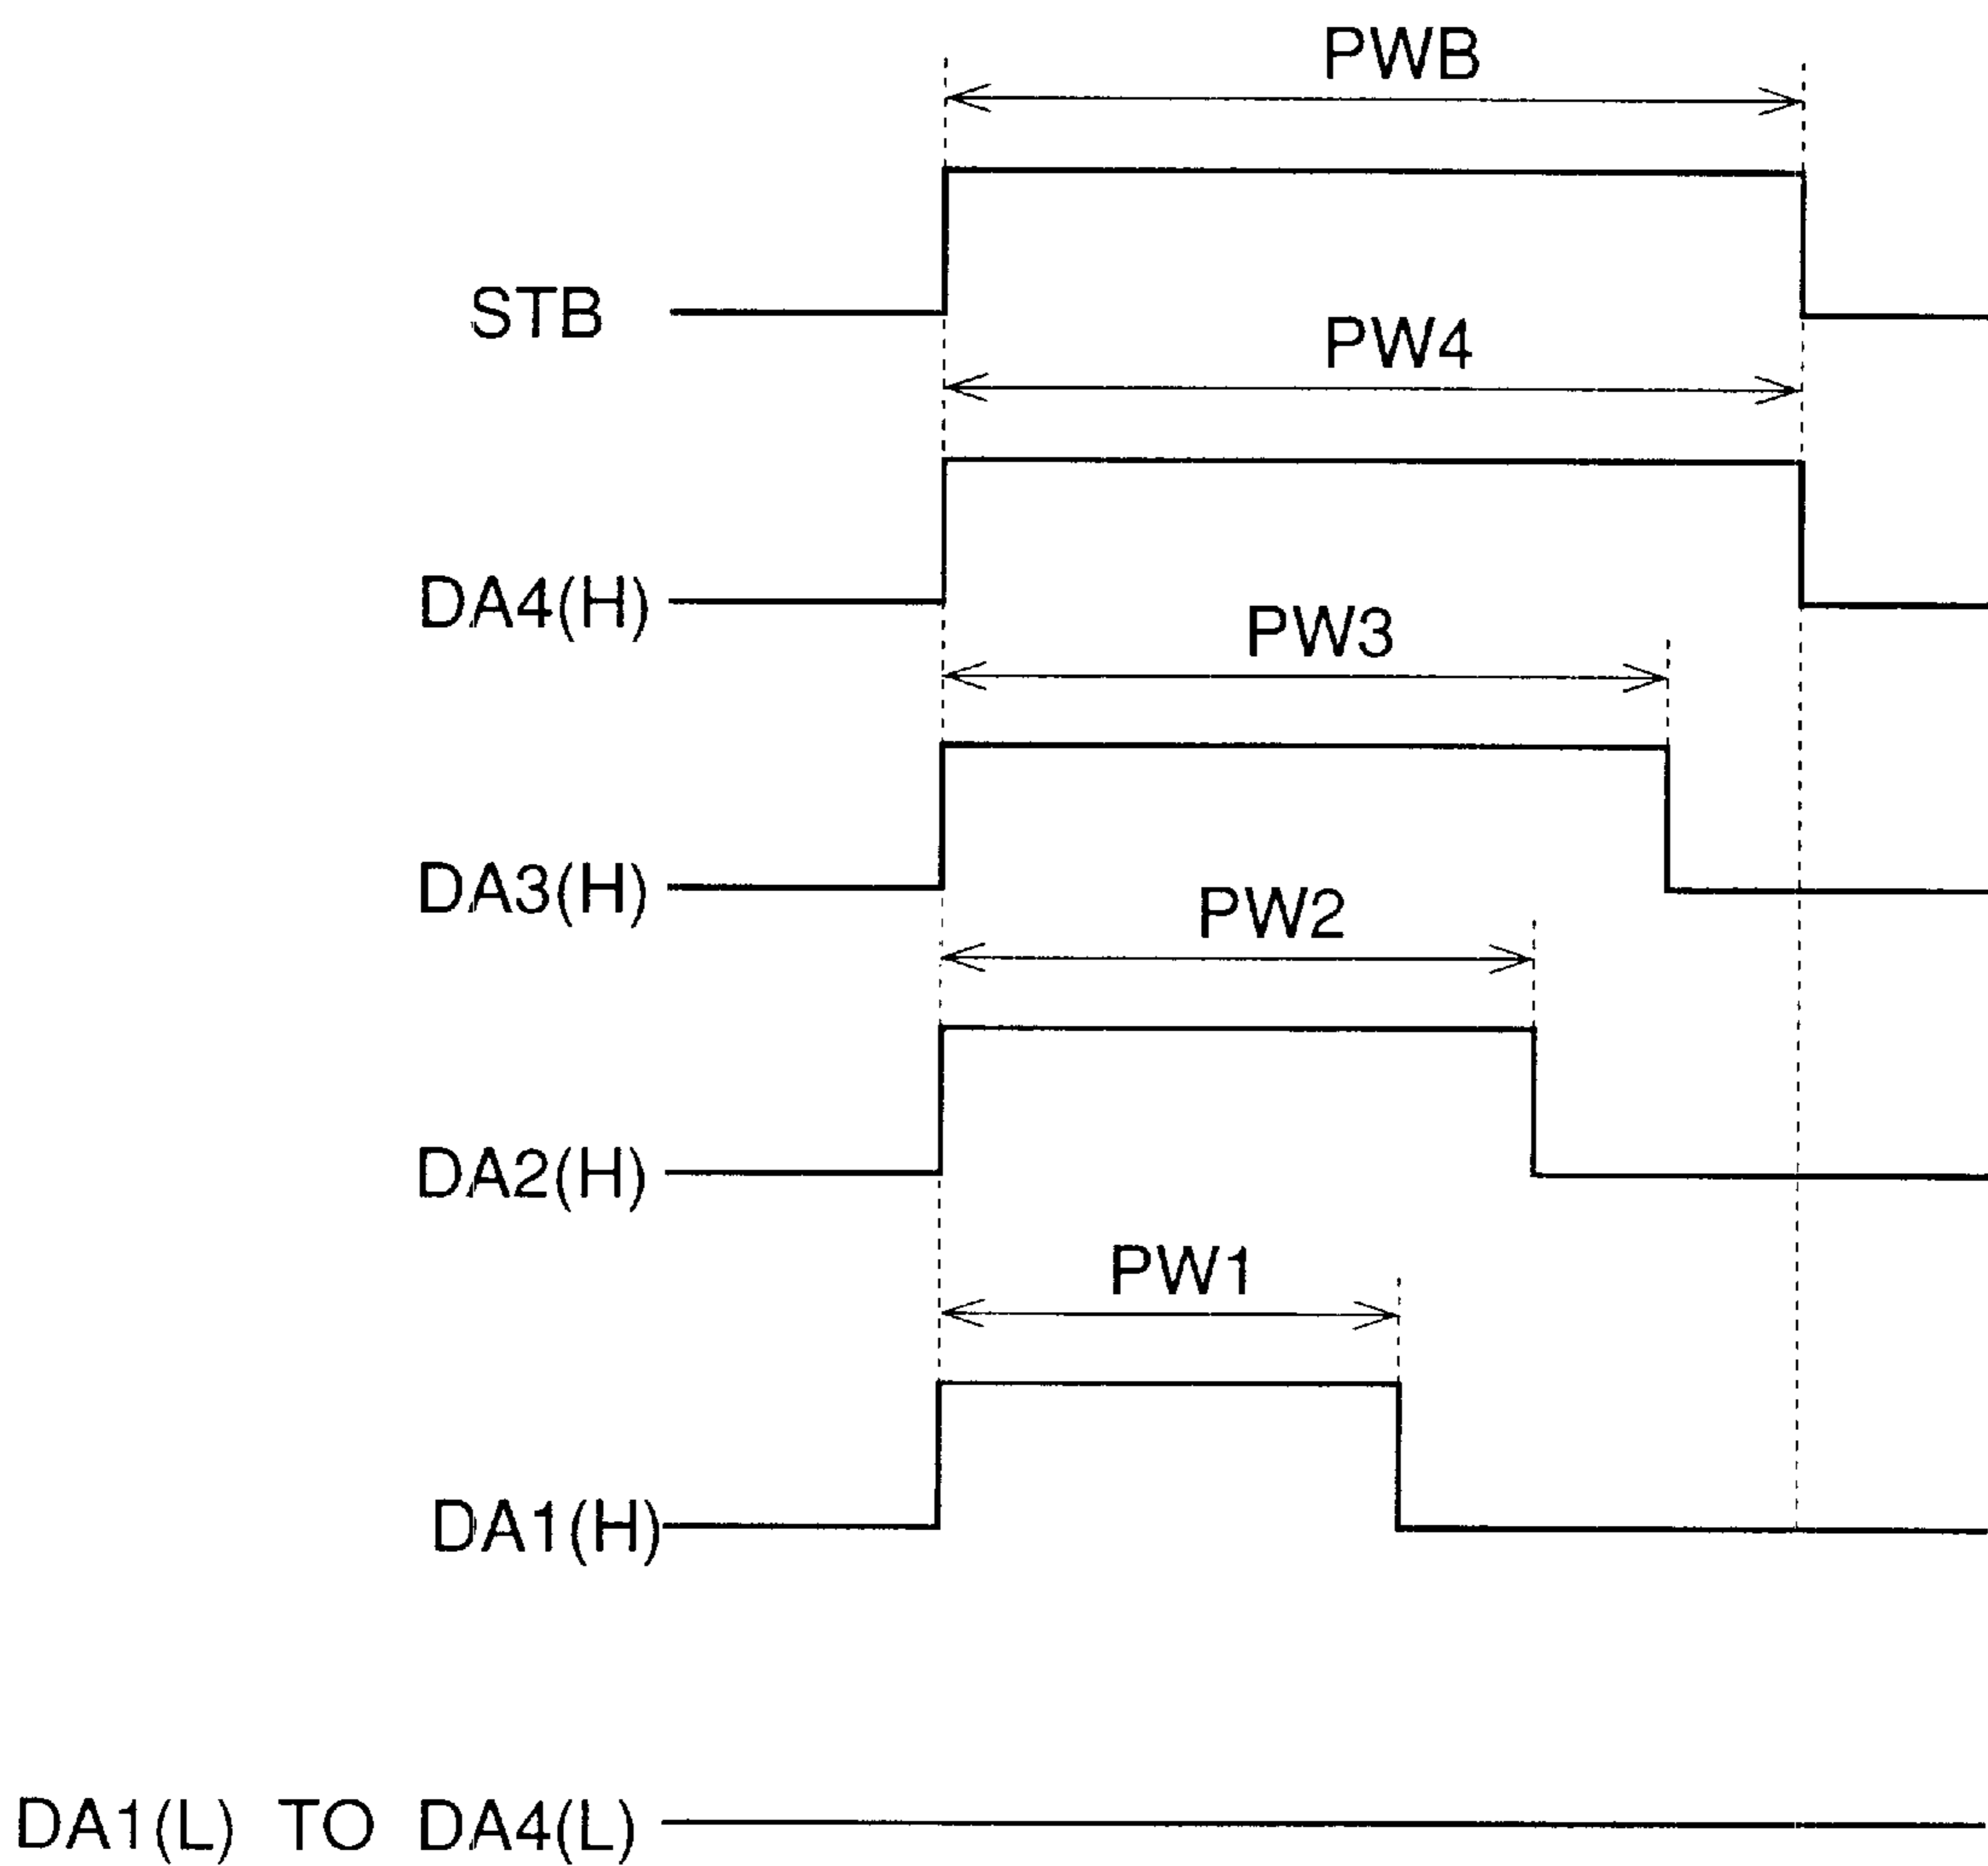 PWB
STB
PW4
DA4(H)
PW3
DA3(H)
PW2
DA2(H)
PW1
DA1(H)
DA1(L) TO DA4(L)